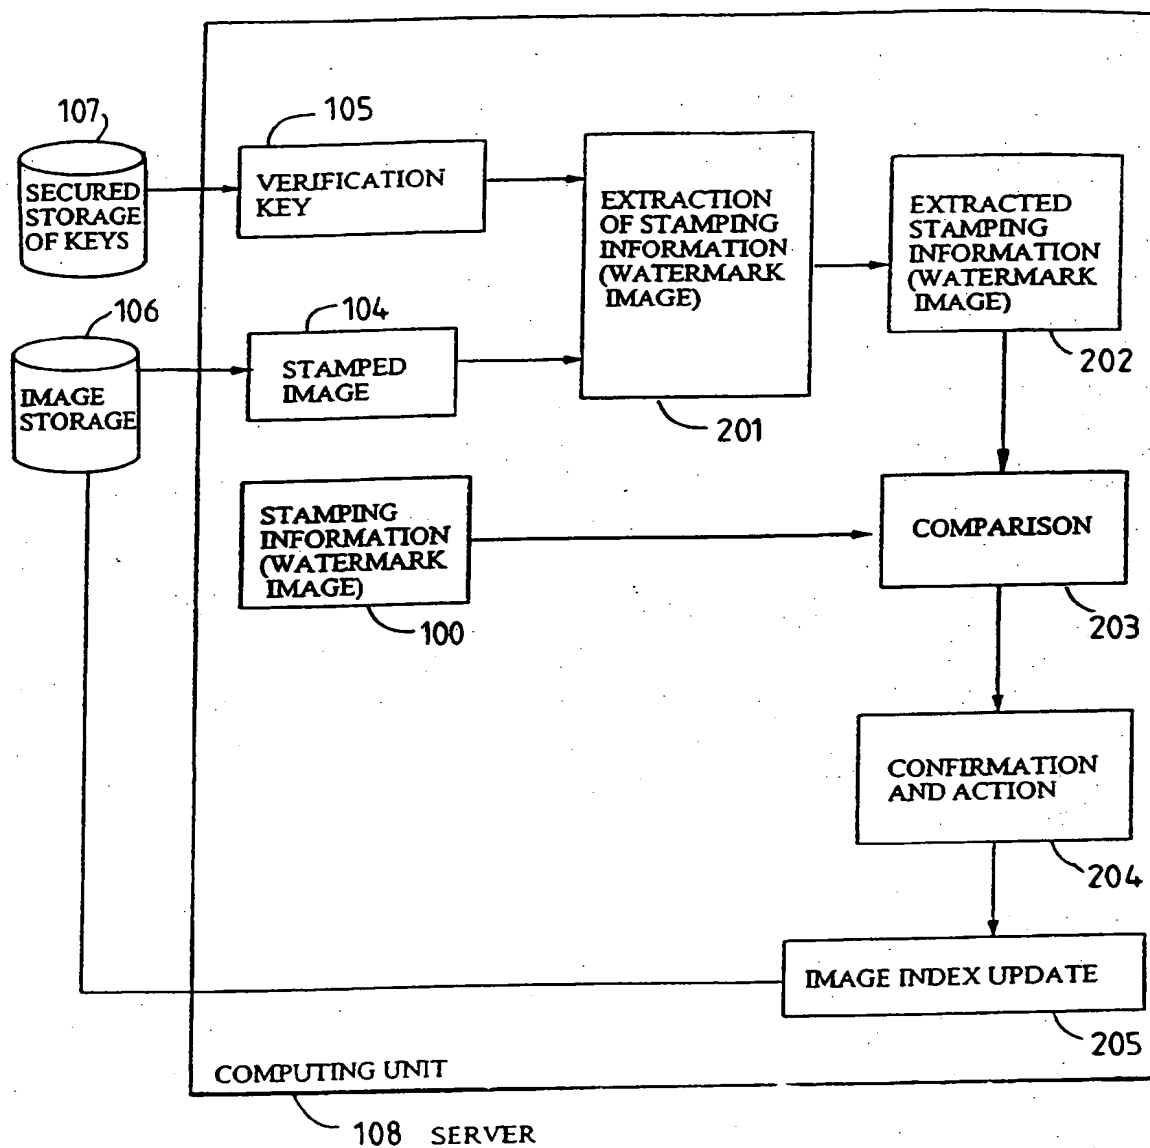 107
SECURED
STORAGE
OF KEYS
105
VERIFICATION
KEY
EXTRACTION
OF STAMPING
INFORMATION
(WATERMARK
IMAGE)
201
EXTRACTED
STAMPING
INFORMATION
(WATERMARK
IMAGE)
202
106
IMAGE
STORAGE
104
STAMPED
IMAGE
STAMPING
INFORMATION
(WATERMARK
IMAGE)
100
COMPARISON
203
CONFIRMATION
AND ACTION
204
IMAGE INDEX UPDATE
205
COMPUTING UNIT
108 SERVER